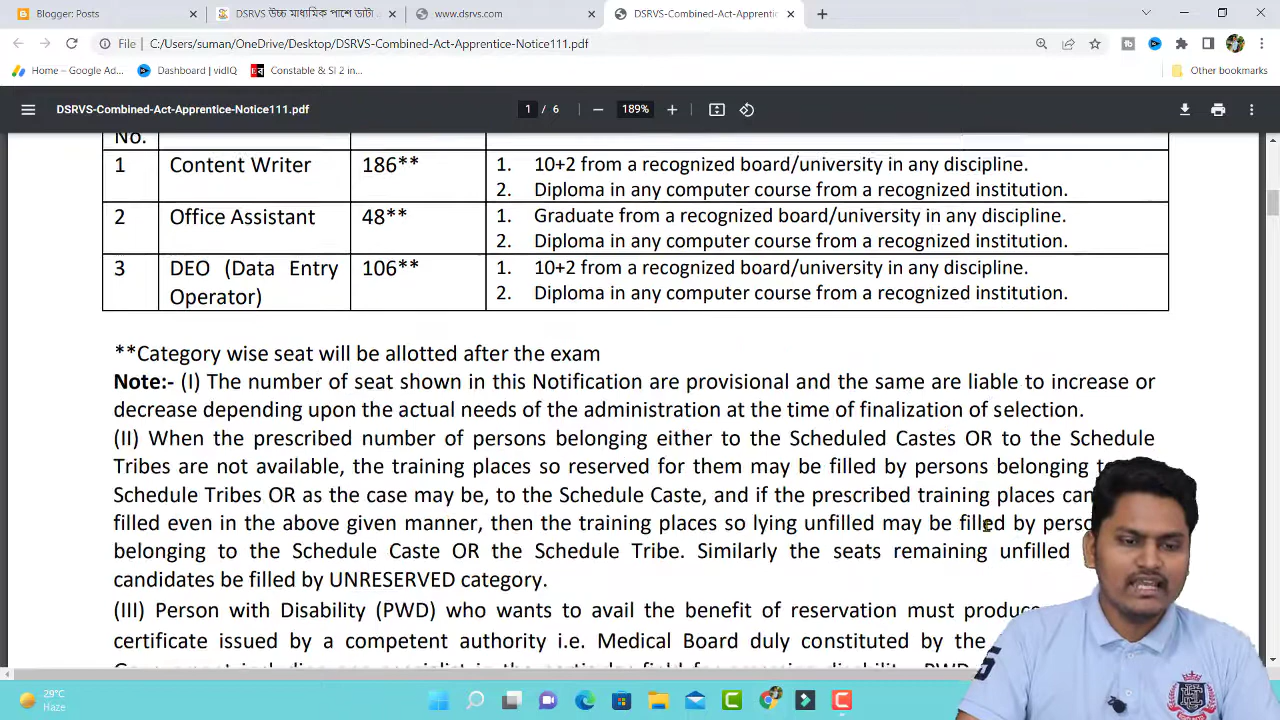 Blogger: Posts
DSRVS উচ্চ মাধ্যমিক পাশে ডাটা
www.dsrvs.com
DSRVS-Combined-Act-Apprentic
File
C:/Users/suman/OneDrive/Desktop/DSRVS-Combined-Act-Apprentice-Notice111.pdf
Home – Google Ad...
Dashboard | vidIQ
Constable & SI 2 in...
Other bookmarks
DSRVS-Combined-Act-Apprentice-Notice111.pdf
1 / 6
189%
No.
1 Content Writer 186** 1. 10+2 from a recognized board/university in any discipline.
2. Diploma in any computer course from a recognized institution.
2 Office Assistant 48** 1. Graduate from a recognized board/university in any discipline.
2. Diploma in any computer course from a recognized institution.
3 DEO (Data Entry 106** 1. 10+2 from a recognized board/university in any discipline.
Operator) 2. Diploma in any computer course from a recognized institution.
**Category wise seat will be allotted after the exam
Note:- (I) The number of seat shown in this Notification are provisional and the same are liable to increase or
decrease depending upon the actual needs of the administration at the time of finalization of selection.
(II) When the prescribed number of persons belonging either to the Scheduled Castes OR to the Schedule
Tribes are not available, the training places so reserved for them may be filled by persons belonging
Schedule Tribes OR as the case may be, to the Schedule Caste, and if the prescribed training places
filled even in the above given manner, then the training places so lying unfilled may be filled by
belonging to the Schedule Caste OR the Schedule Tribe. Similarly the seats remaining unfilled
candidates be filled by UNRESERVED category.
(III) Person with Disability (PWD) who wants to avail the benefit of reservation must
certificate issued by a competent authority i.e. Medical Board duly constituted by the
29°C
Haze